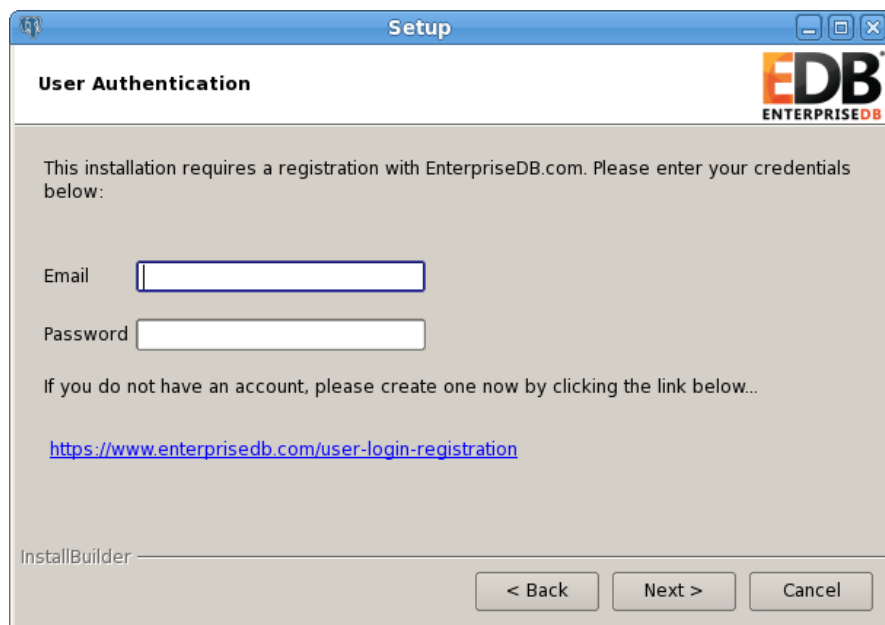 Setup
User Authentication
EDB
ENTERPRISEDB
This installation requires a registration with EnterpriseDB.com. Please enter your credentials
below:
Email
Password
If you do not have an account, please create one now by clicking the link below...
https://www.enterprisedb.com/user-login-registration
InstallBuilder
< Back
Next >
Cancel